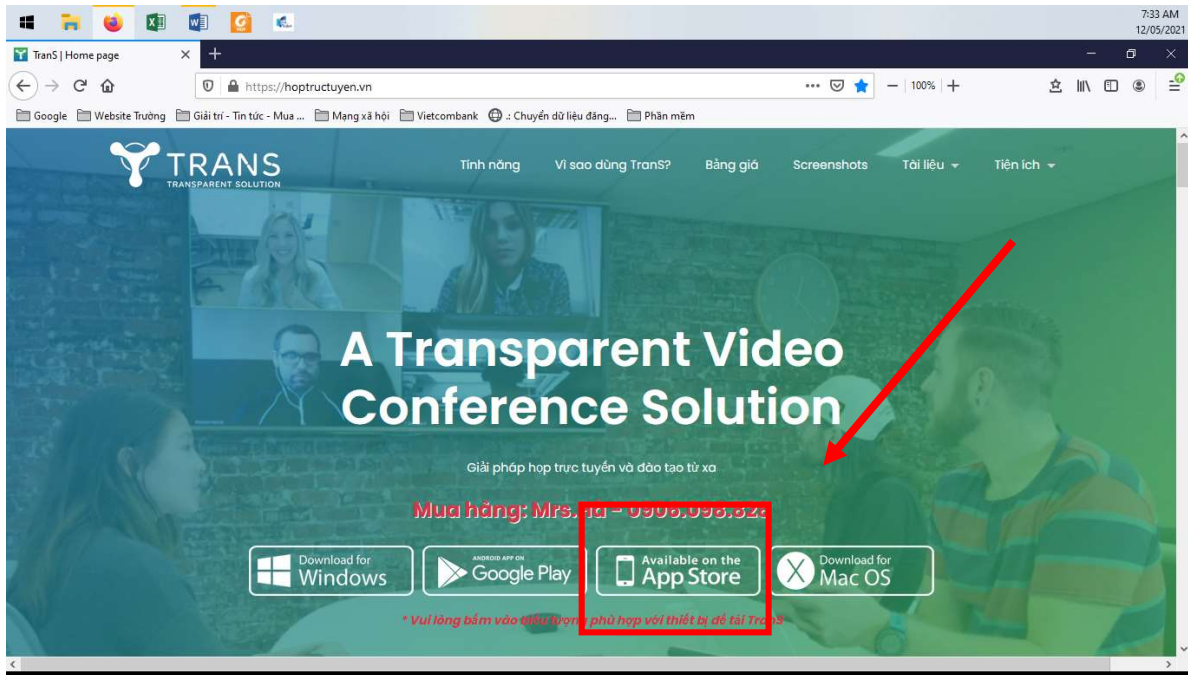 7:33 AM
12/05/2021
TranS | Home page
https://hoptructuyen.vn
100%
Google Website Trường Giải trí - Tin tức - Mua ... Mạng xã hội Vietcombank .: Chuyển dữ liệu đăng... Phần mềm
TRANS
TRANSPARENT SOLUTION
Tính năng Vì sao dùng TranS? Bảng giá Screenshots Tài liệu Tiện ích
A Transparent Video
Conference Solution
Giải pháp họp trực tuyến và đào tạo từ xa
Mua hàng: Mrs.
Download for
Windows
ANDROID APP ON
Google Play
Available on the
App Store
Download for
Mac OS
* Vui lòng bấm vào biểu tượng phù hợp với thiết bị để tải TranS